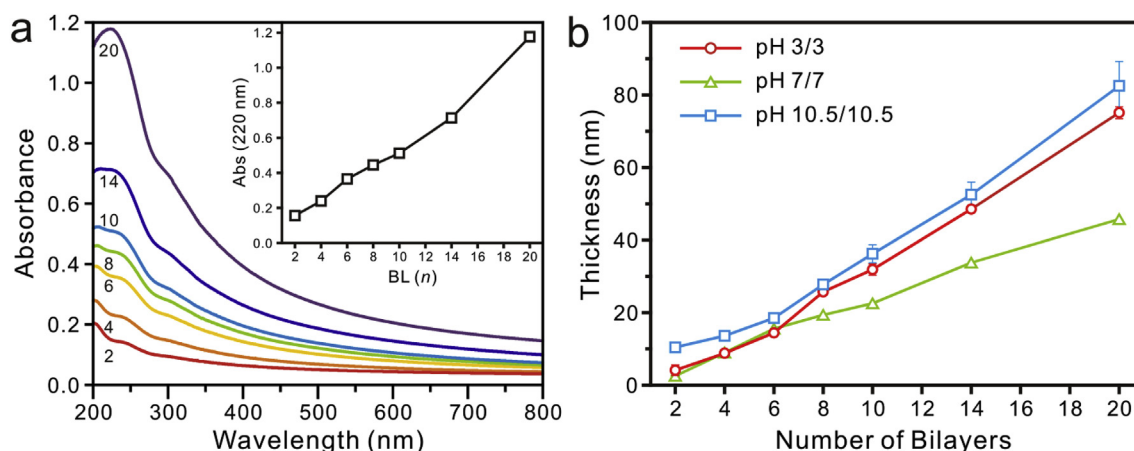 a
1.2
1.0
0.8
0.6
0.4
0.2
0.0
Absorbance
200 300 400 500 600 700 800
Wavelength (nm)
20
14
10
8
6
4
2
1.2
1.0
0.8
0.6
0.4
0.2
0.0
Abs (220 nm)
2 4 6 8 10 12 14 16 18 20
BL (n)
b
100
80
60
40
20
0
Thickness (nm)
pH 3/3
pH 7/7
pH 10.5/10.5
2 4 6 8 10 12 14 16 18 20
Number of Bilayers